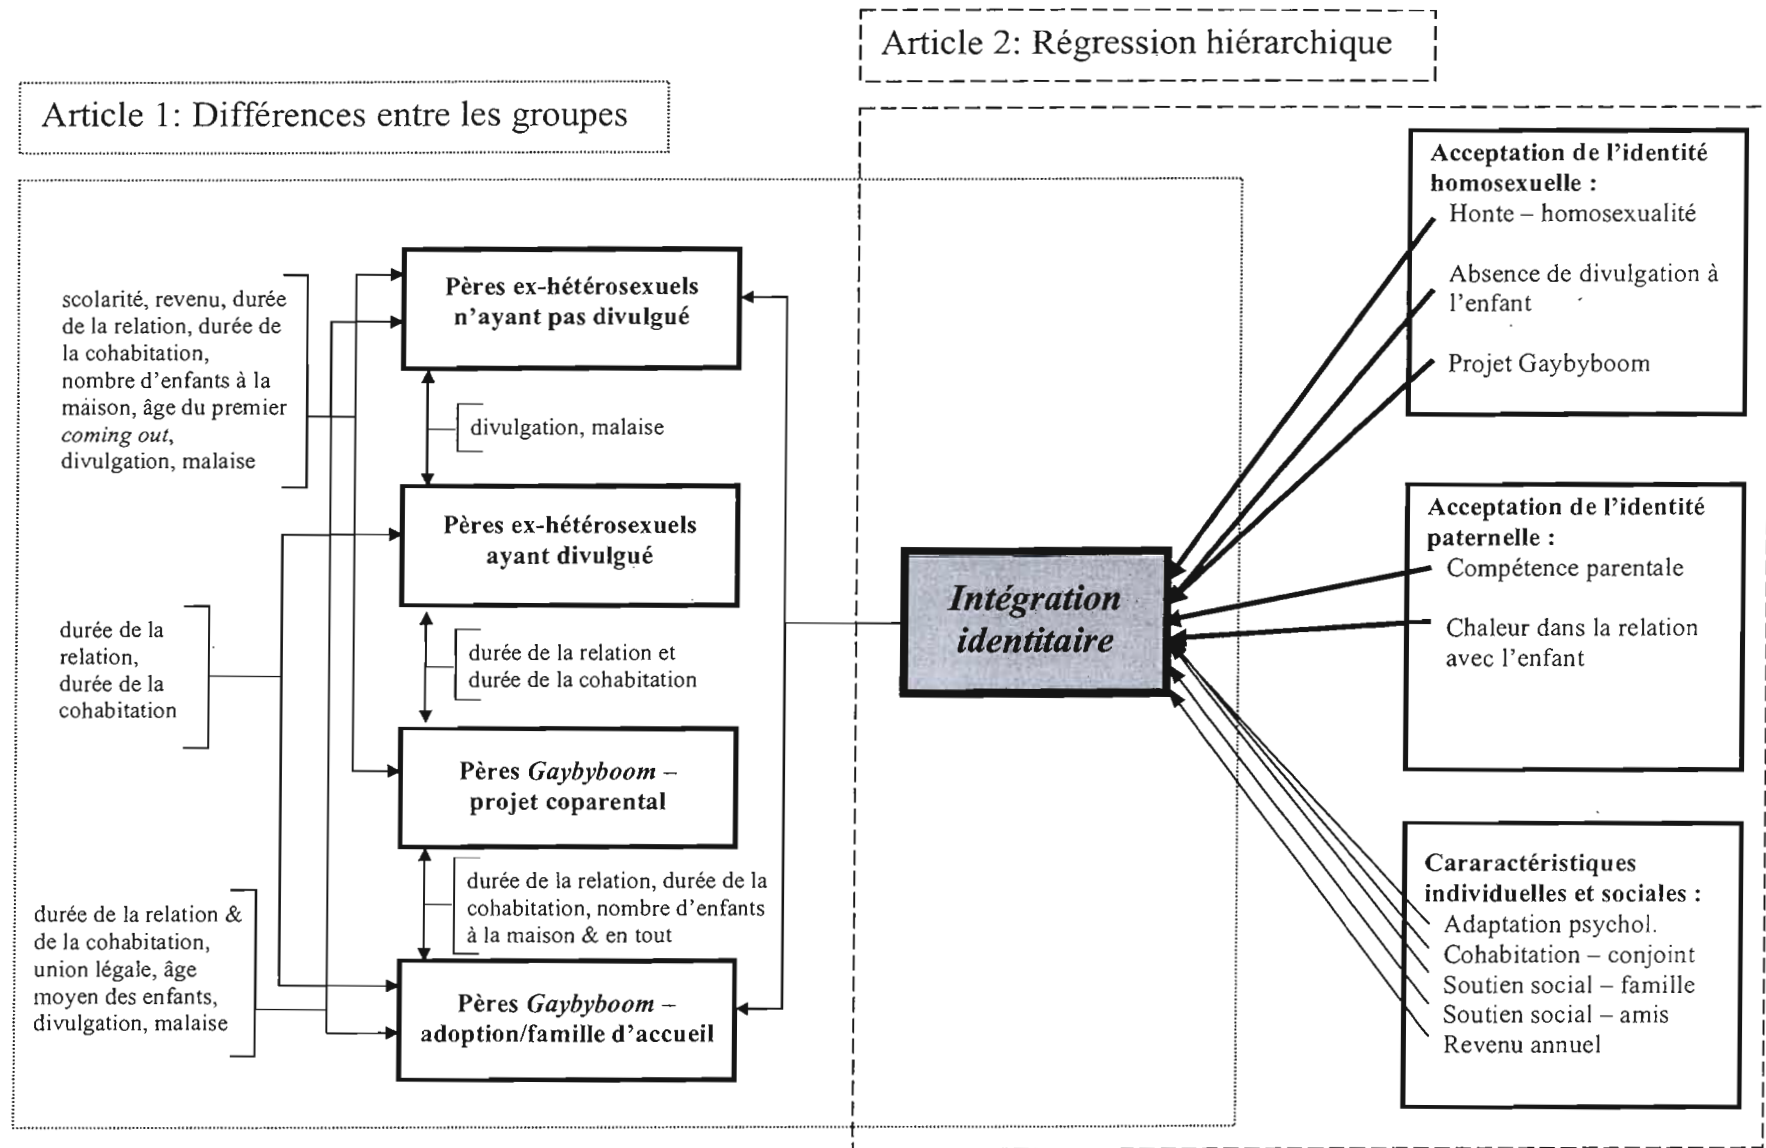 Article 2: Régression hiérarchique
Article 1: Différences entre les groupes
scolarité, revenu, durée
de la relation, durée de
la cohabitation,
nombre d'enfants à la
maison, âge du premier
coming out,
divulgation, malaise
durée de la
relation,
durée de la
cohabitation
durée de la relation &
de la cohabitation,
union légale, âge
moyen des enfants,
divulgation, malaise
Pères ex-hétérosexuels
n'ayant pas divulgué
divulgation, malaise
Pères ex-hétérosexuels
ayant divulgué
durée de la relation et
durée de la cohabitation
Pères Gaybyboom –
projet coparental
durée de la relation, durée de la
cohabitation, nombre d'enfants
à la maison & en tout
Pères Gaybyboom –
adoption/famille d'accueil
Intégration
identitaire
Acceptation de l'identité
homosexuelle :
Honte – homosexualité
Absence de divulgation à
l'enfant
Projet Gaybyboom
Acceptation de l'identité
paternelle :
Compétence parentale
Chaleur dans la relation
avec l'enfant
Cararactéristiques
individuelles et sociales :
Adaptation psychol.
Cohabitation – conjoint
Soutien social – famille
Soutien social – amis
Revenu annuel